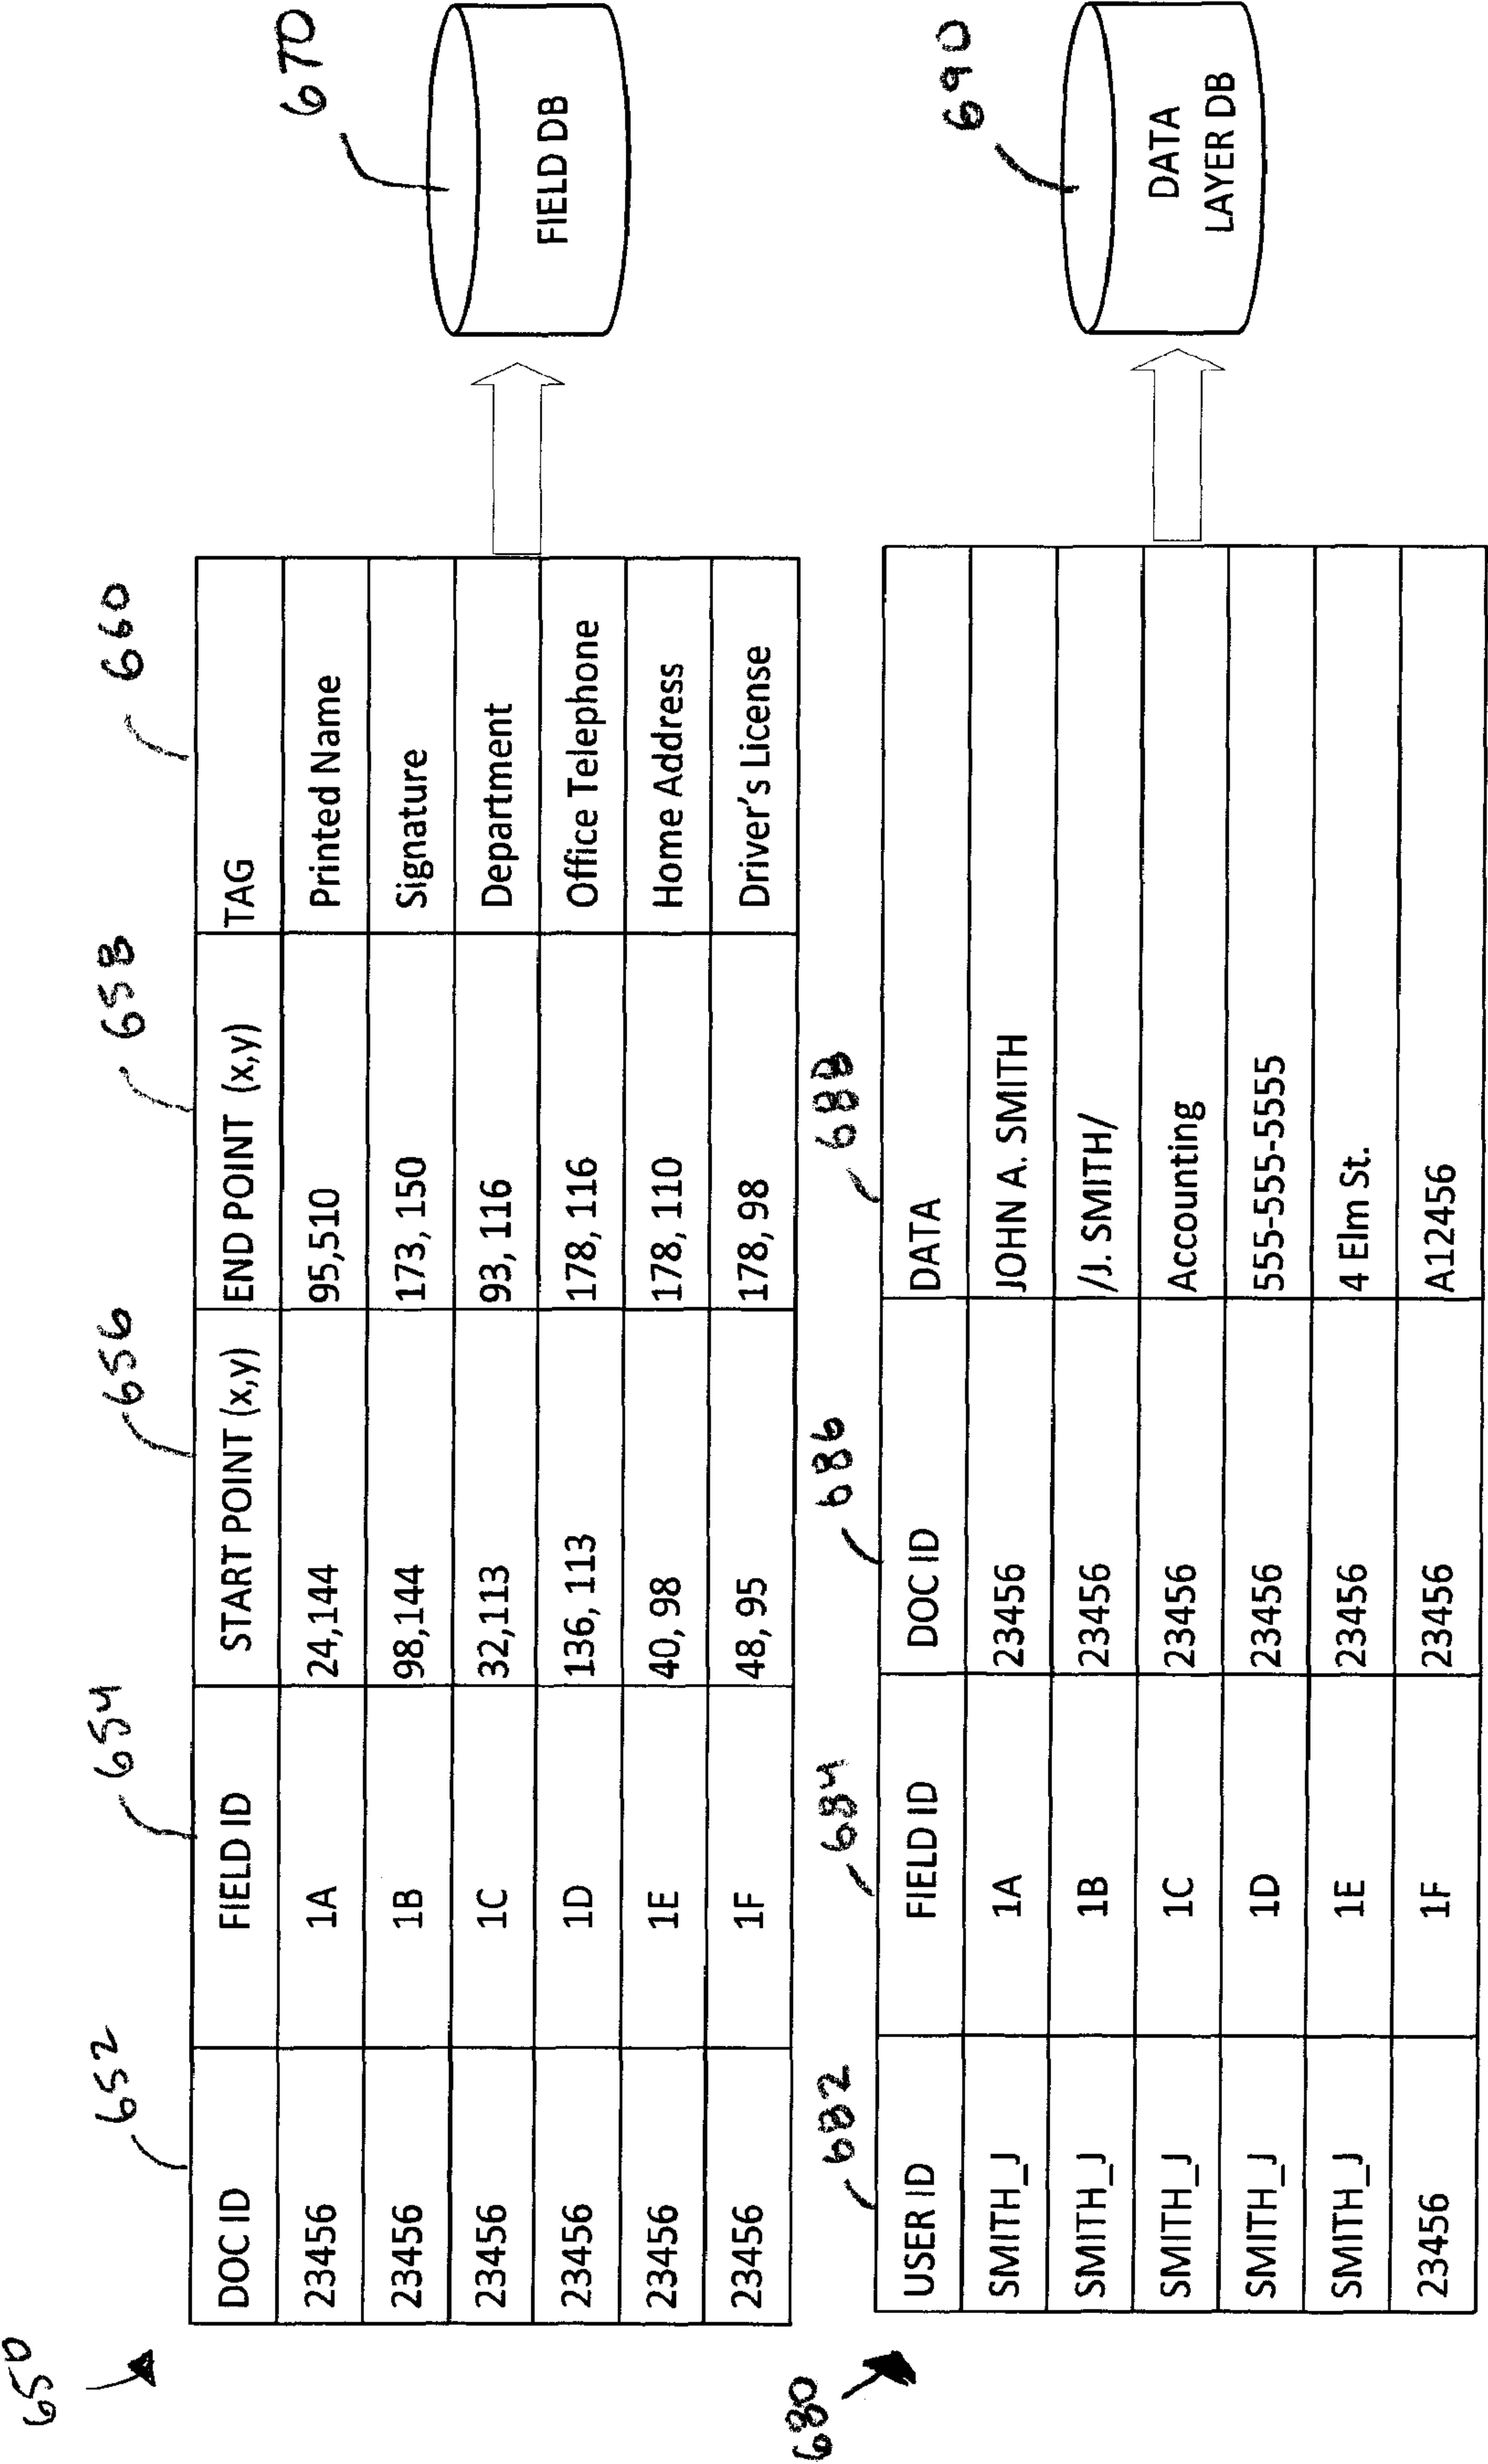 650
652 654 656 658 660 670
DOC ID FIELD ID START POINT (x,y) END POINT (x,y) TAG
23456 1A 24,144 95,510 Printed Name
23456 1B 98,144 173, 150 Signature
23456 1C 32,113 93, 116 Department
23456 1D 136, 113 178, 116 Office Telephone
23456 1E 40, 98 178, 110 Home Address
23456 1F 48, 95 178, 98 Driver's License
FIELD DB
680
682 684 686 688 690
USER ID FIELD ID DOC ID DATA
SMITH_J 1A 23456 JOHN A. SMITH
SMITH_J 1B 23456 /J. SMITH/
SMITH_J 1C 23456 Accounting
SMITH_J 1D 23456 555-555-5555
SMITH_J 1E 23456 4 Elm St.
23456 1F 23456 A12456
DATA
LAYER DB